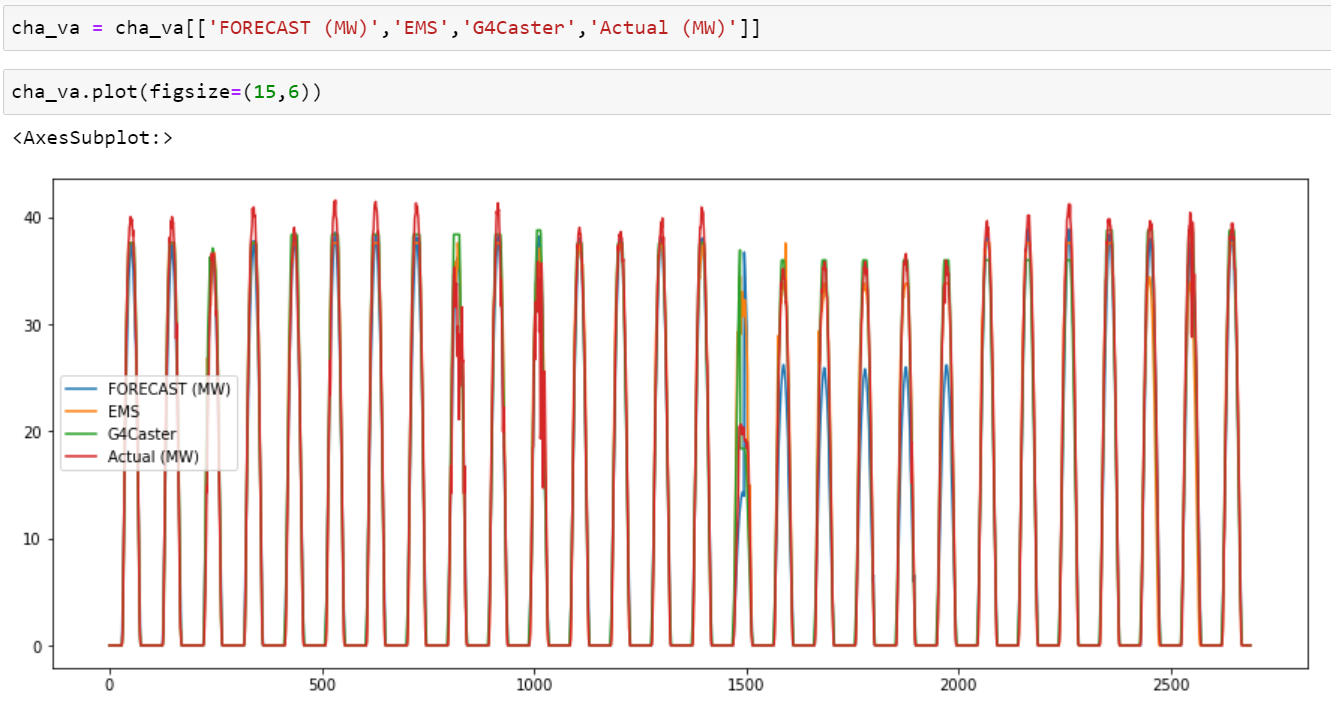 cha_va = cha_va[['FORECAST (MW)','EMS','G4Caster','Actual (MW)']]
cha_va.plot(figsize=(15,6))
<AxesSubplot:>
40
30
FORECAST (MW)
EMS
20
G4Caster
Actual (MW)
10
0
0 500 1000 1500 2000 2500